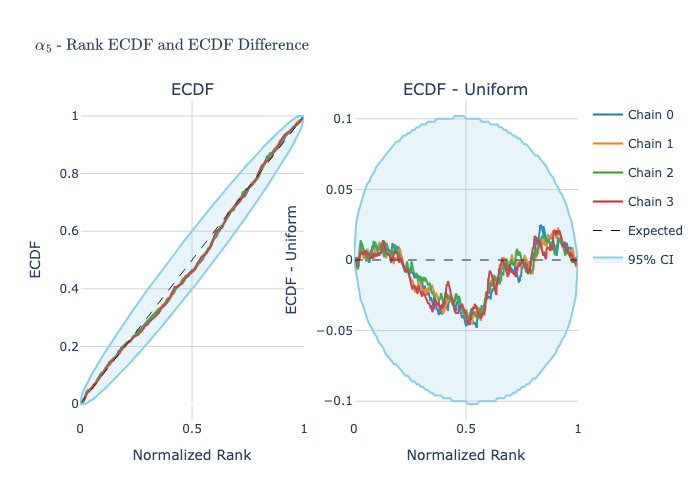 α₅ - Rank ECDF and ECDF Difference
ECDF
ECDF - Uniform
1
0.8
0.6
0.4
0.2
0
ECDF
0
0.5
1
Normalized Rank
0.1
0.05
0
−0.05
−0.1
ECDF - Uniform
0
0.5
1
Normalized Rank
Chain 0
Chain 1
Chain 2
Chain 3
Expected
95% CI